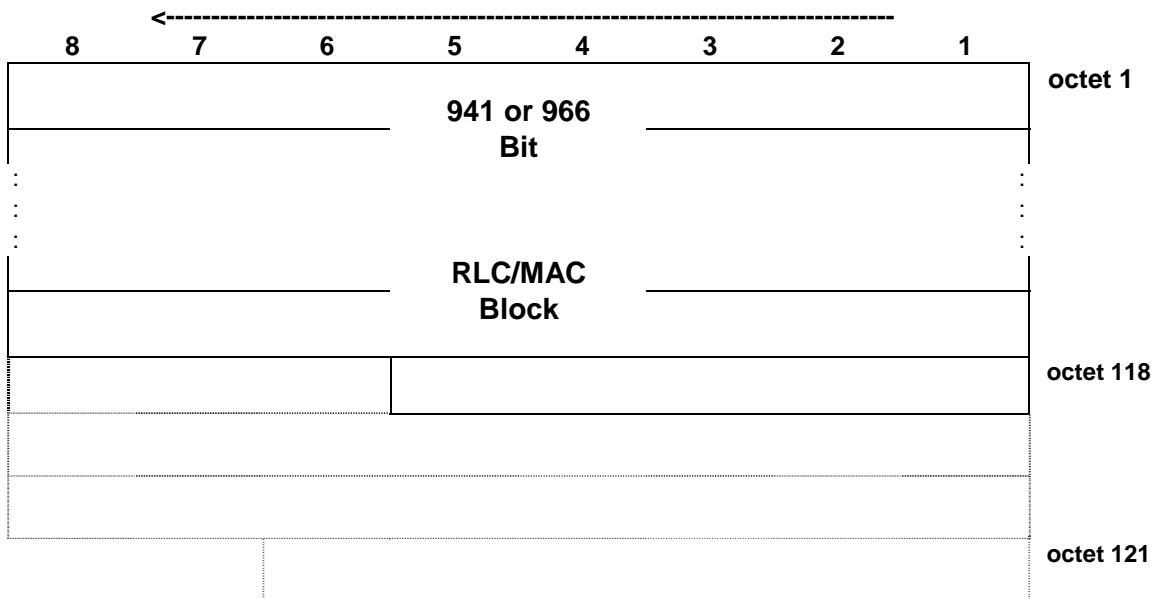 <--------------------------------------------------------------------------------
8 7 6 5 4 3 2 1
octet 1
941 or 966
Bit
: :
: :
: :
RLC/MAC
Block
octet 118
octet 121